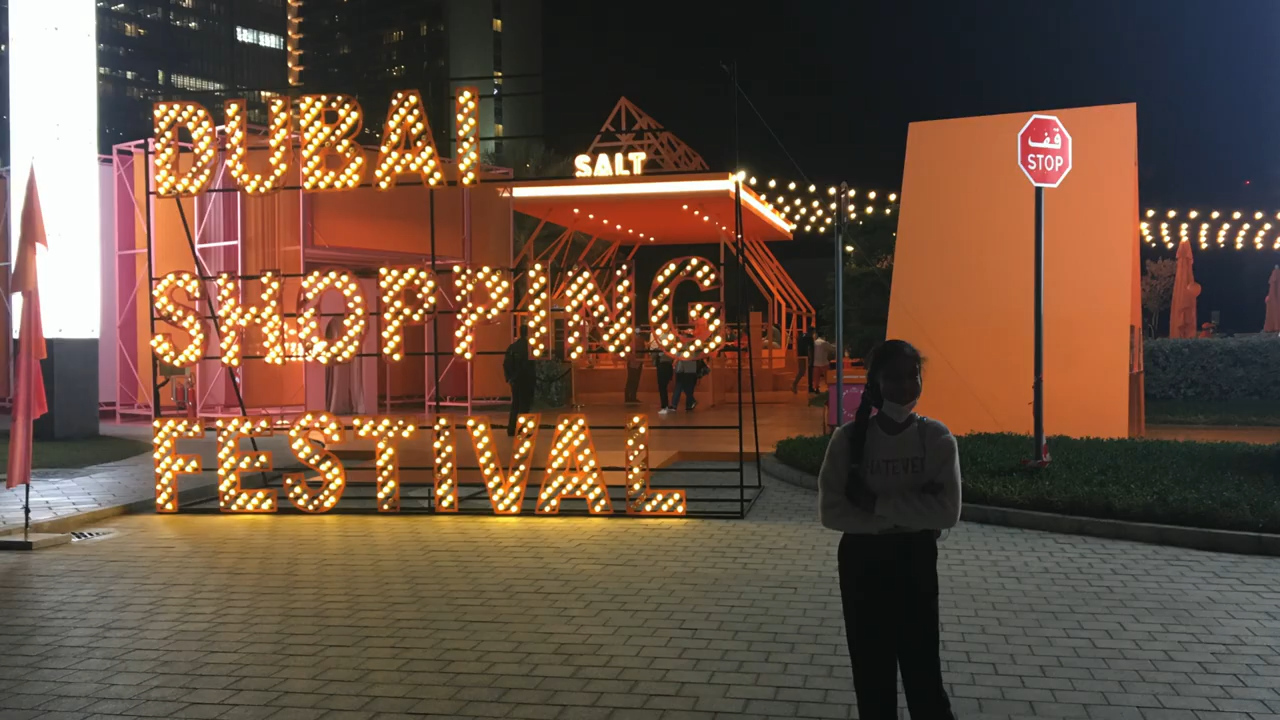 DUBAI
SALT
SHOPPING
FESTIVAL
قف
STOP